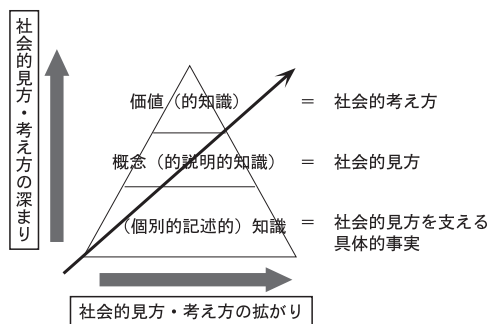 社会的見方・考え方の深まり
価値（的知識） ＝ 社会的考え方
概念（的説明的知識） ＝ 社会的見方
（個別的記述的）知識 ＝ 社会的見方を支える
具体的事実
社会的見方・考え方の拡がり